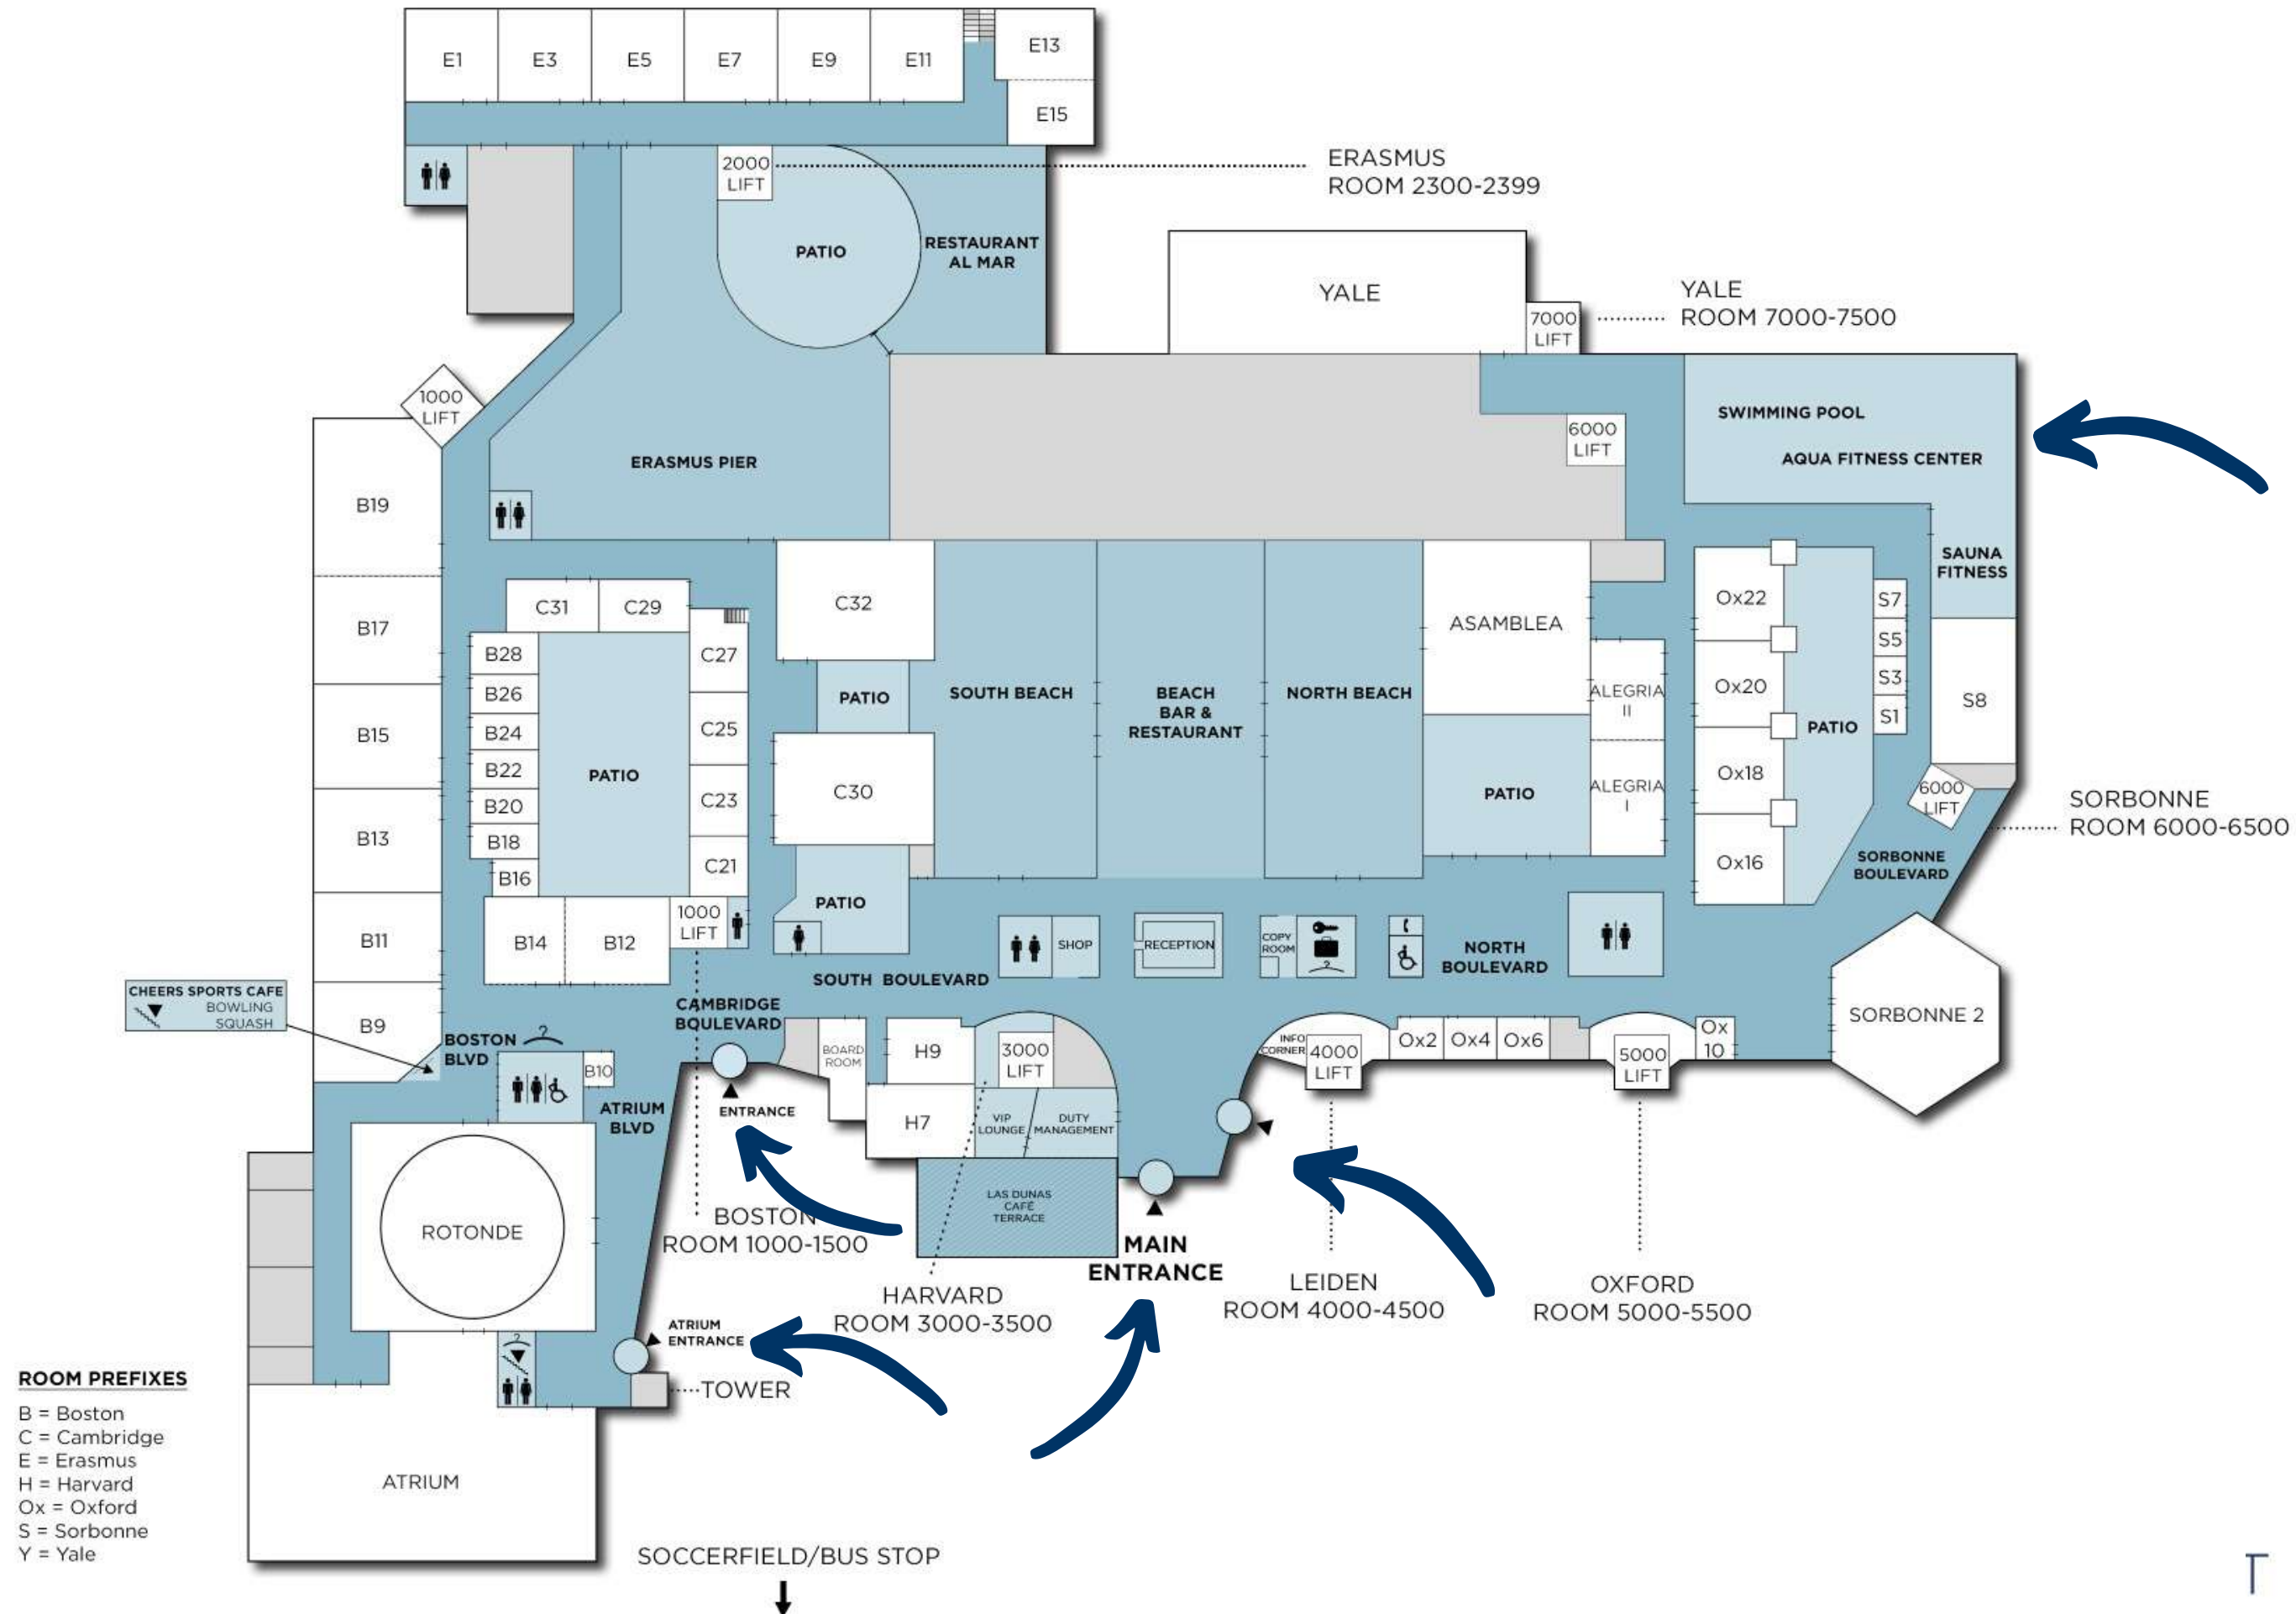 E1
E3
E5
E7
E9
E11
E13
E15
2000
LIFT
ERASMUS
ROOM 2300-2399
PATIO
RESTAURANT
AL MAR
YALE
7000
LIFT
YALE
ROOM 7000-7500
1000
LIFT
SWIMMING POOL
AQUA FITNESS CENTER
6000
LIFT
ERASMUS PIER
B19
B17
B15
B13
B11
B9
SAUNA
FITNESS
C31
C29
C32
C27
C25
C23
C21
B28
B26
B24
B22
B20
B18
B16
PATIO
PATIO
C30
PATIO
SOUTH BEACH
BEACH
BAR &
RESTAURANT
NORTH BEACH
ASAMBLEA
ALEGRIA
II
ALEGRIA
I
PATIO
Ox22
Ox20
Ox18
Ox16
PATIO
S7
S5
S3
S1
S8
6000
LIFT
SORBONNE
ROOM 6000-6500
SORBONNE
BOULEVARD
B14
B12
1000
LIFT
SHOP
RECEPTION
COPY
ROOM
?
NORTH
BOULEVARD
SOUTH BOULEVARD
CAMBRIDGE
BOULEVARD
SORBONNE 2
CHEERS SPORTS CAFE
BOWLING
SQUASH
BOSTON
BLVD
?
B10
ATRIUM
BLVD
ENTRANCE
BOARD
ROOM
H9
H7
3000
LIFT
VIP
LOUNGE
DUTY
MANAGEMENT
INFO
CORNER
4000
LIFT
Ox2
Ox4
Ox6
5000
LIFT
Ox
10
LAS DUNAS
CAFÉ
TERRACE
MAIN
ENTRANCE
BOSTON
ROOM 1000-1500
HARVARD
ROOM 3000-3500
LEIDEN
ROOM 4000-4500
OXFORD
ROOM 5000-5500
ROTONDE
ATRIUM
ENTRANCE
?
TOWER
ROOM PREFIXES
B = Boston
C = Cambridge
E = Erasmus
H = Harvard
Ox = Oxford
S = Sorbonne
Y = Yale
ATRIUM
SOCCERFIELD/BUS STOP